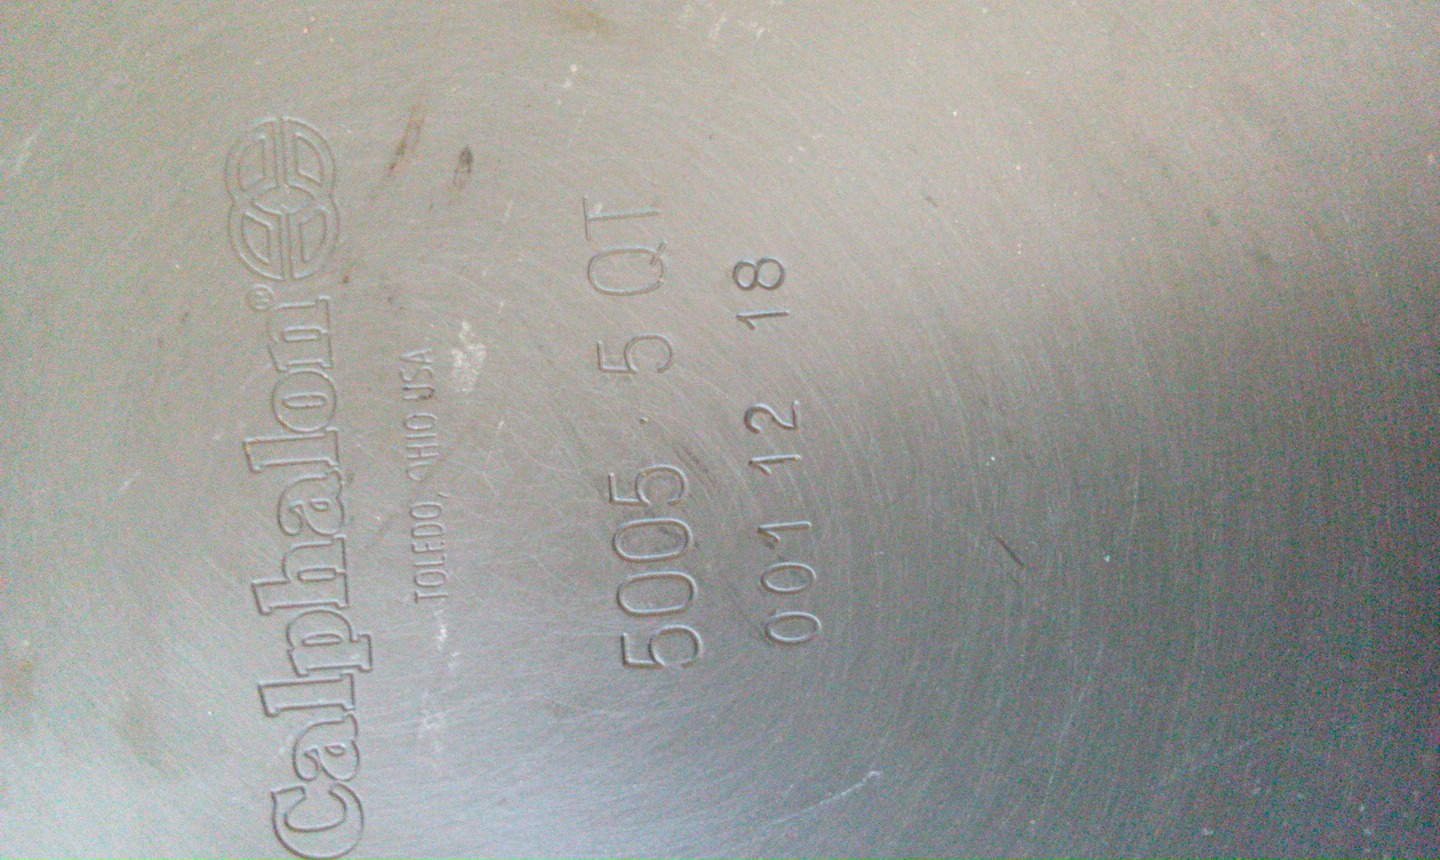 Calphalon®
TOLEDO, OHIO USA
5005 . 5 QT
001 12 18